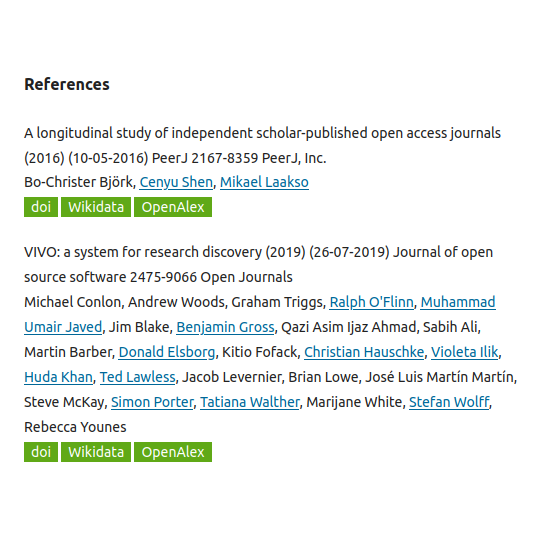 References
A longitudinal study of independent scholar-published open access journals
(2016) (10-05-2016) PeerJ 2167-8359 PeerJ, Inc.
Bo-Christer Björk, Cenyu Shen, Mikael Laakso
doi Wikidata OpenAlex
VIVO: a system for research discovery (2019) (26-07-2019) Journal of open
source software 2475-9066 Open Journals
Michael Conlon, Andrew Woods, Graham Triggs, Ralph O'Flinn, Muhammad
Umair Javed, Jim Blake, Benjamin Gross, Qazi Asim Ijaz Ahmad, Sabih Ali,
Martin Barber, Donald Elsborg, Kitio Fofack, Christian Hauschke, Violeta Ilik,
Huda Khan, Ted Lawless, Jacob Levernier, Brian Lowe, José Luis Martín Martín,
Steve McKay, Simon Porter, Tatiana Walther, Marijane White, Stefan Wolff,
Rebecca Younes
doi Wikidata OpenAlex